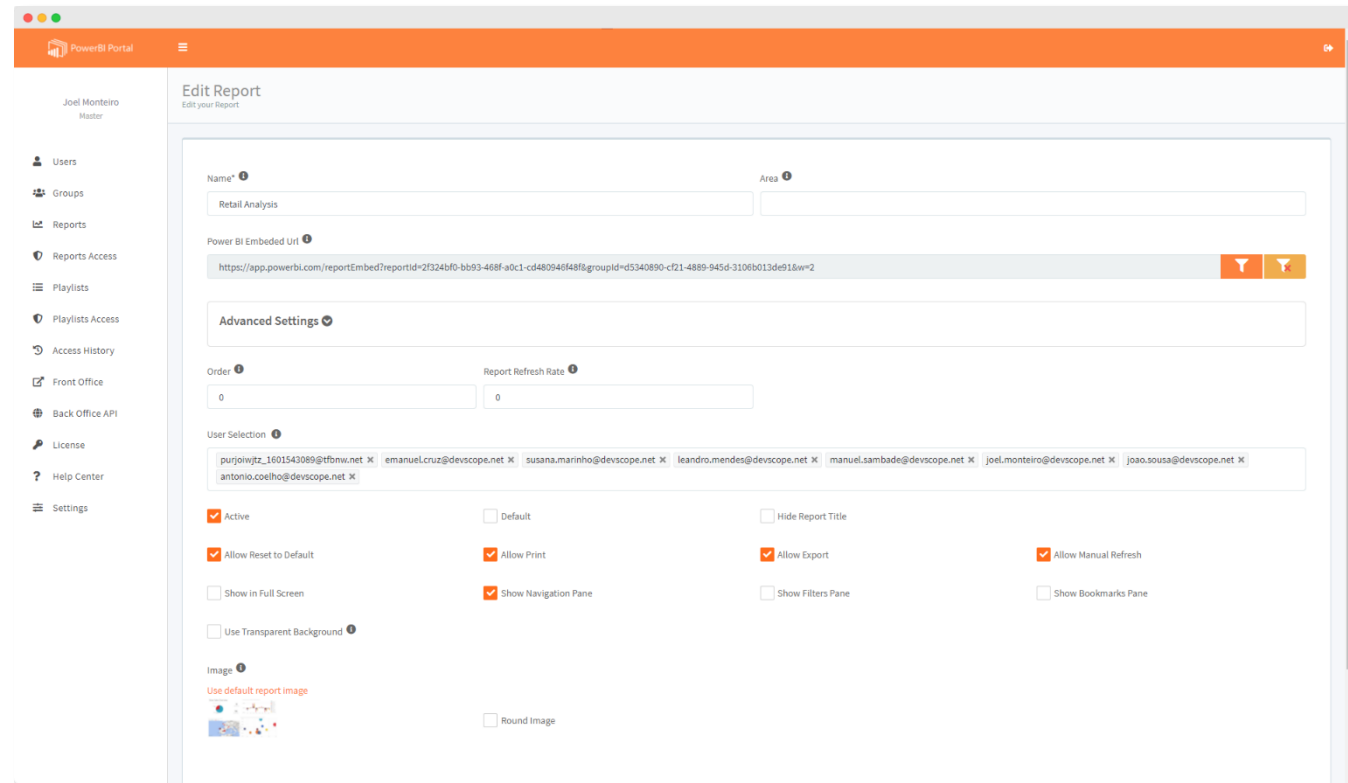 PowerBI Portal
Joel Monteiro
Master
Users
Groups
Reports
Reports Access
Playlists
Playlists Access
Access History
Front Office
Back Office API
License
Help Center
Settings
Edit Report
Edit your Report
Name* Area
Retail Analysis
Power BI Embeded Url
https://app.powerbi.com/reportEmbed?reportId=2f324bf0-bb93-468f-a0c1-cd480946f48f&groupId=d5340890-cf21-4889-945d-3106b013de91&w=2
Advanced Settings
Order Report Refresh Rate
0 0
User Selection
purjoiwjtz_1601543089@tfbnw.net × emanuel.cruz@devscope.net × susana.marinho@devscope.net × leandro.mendes@devscope.net × manuel.sambade@devscope.net × joel.monteiro@devscope.net × joao.sousa@devscope.net ×
antonio.coelho@devscope.net ×
Active Default Hide Report Title
Allow Reset to Default Allow Print Allow Export Allow Manual Refresh
Show in Full Screen Show Navigation Pane Show Filters Pane Show Bookmarks Pane
Use Transparent Background
Image
Use default report image
Round Image